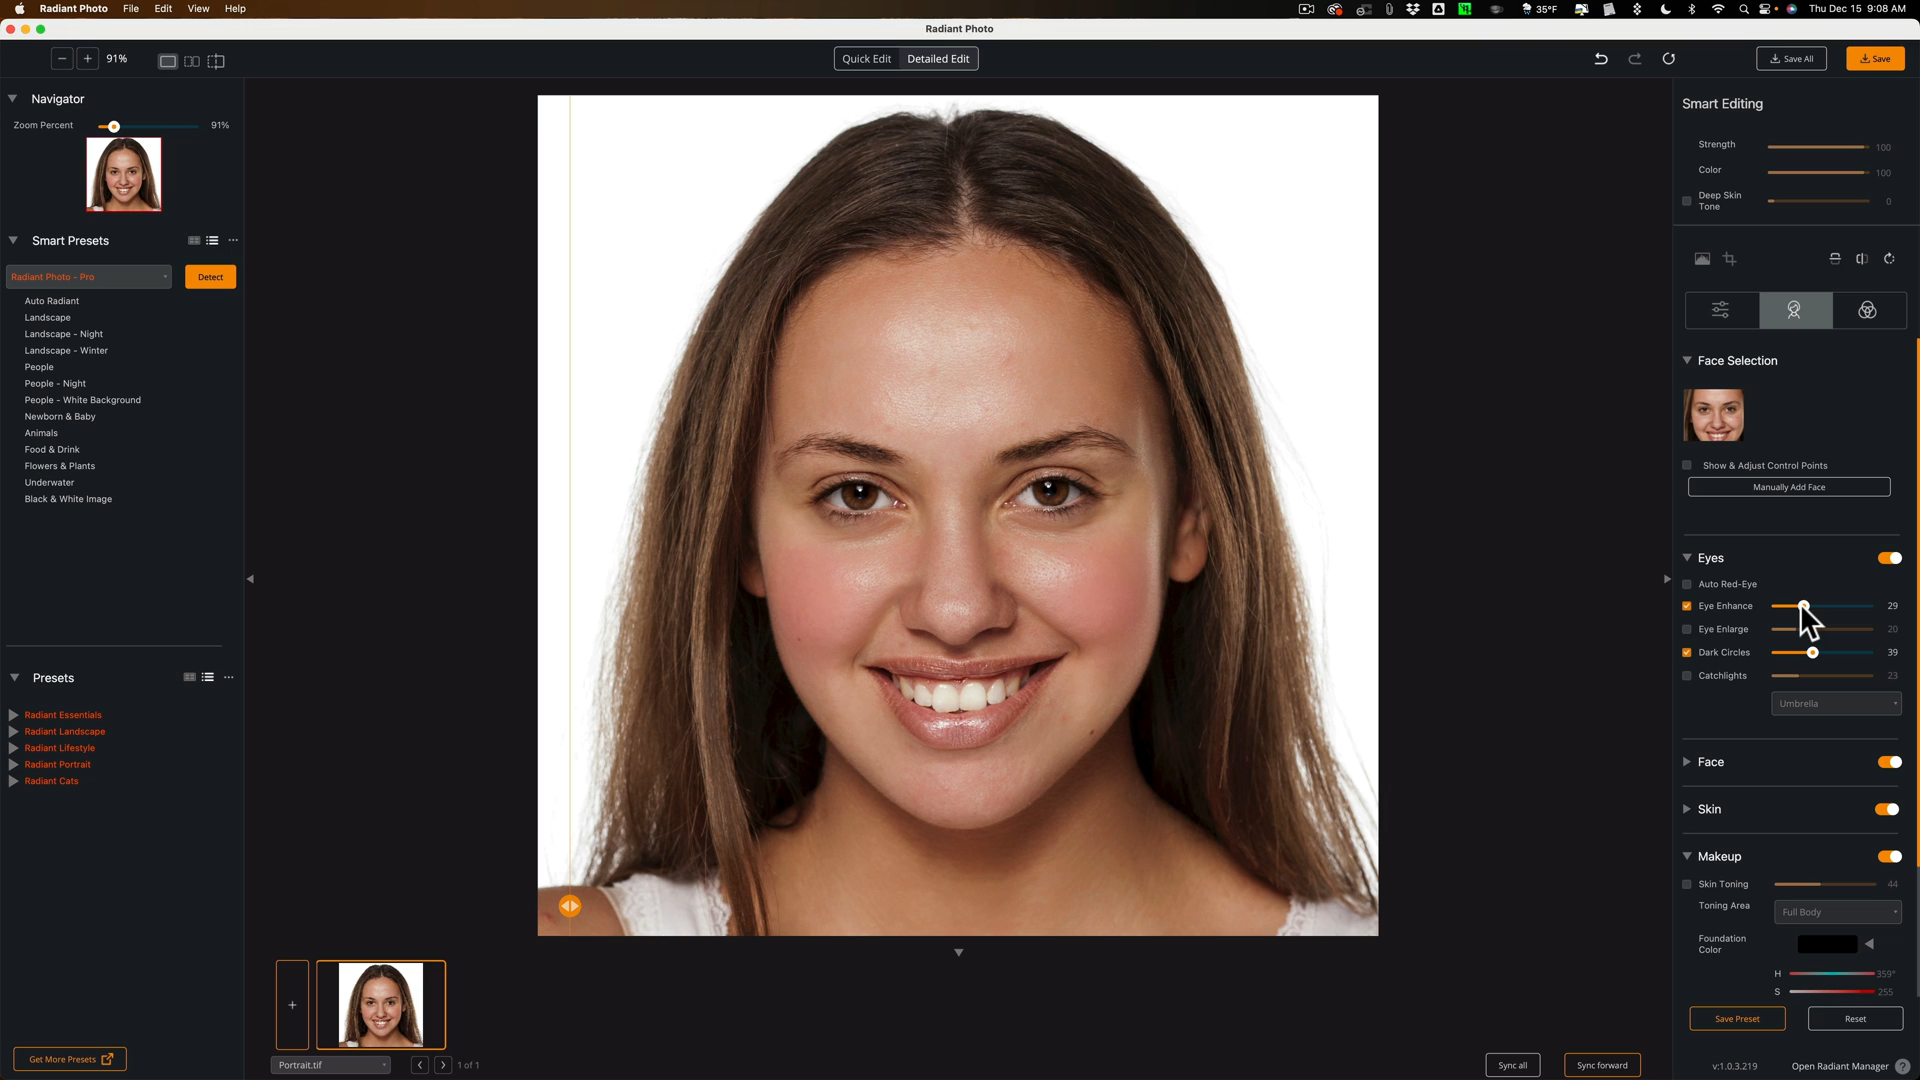 Radiant Photo File Edit View Help
35°F Thu Dec 15 9:08 AM
Radiant Photo
91%
Quick Edit Detailed Edit
Save All Save
Navigator
Zoom Percent 91%
Smart Presets
Radiant Photo - Pro Detect
Auto Radiant
Landscape
Landscape - Night
Landscape - Winter
People
People - Night
People - White Background
Newborn & Baby
Animals
Food & Drink
Flowers & Plants
Underwater
Black & White Image
Presets
Radiant Essentials
Radiant Landscape
Radiant Lifestyle
Radiant Portrait
Radiant Cats
Get More Presets
+
Portrait.tif 1 of 1
Sync all Sync forward
Smart Editing
Strength 100
Color 100
Deep Skin Tone 0
Face Selection
Show & Adjust Control Points
Manually Add Face
Eyes
Auto Red-Eye
Eye Enhance 29
Eye Enlarge 20
Dark Circles 39
Catchlights 23
Umbrella
Face
Skin
Makeup
Skin Toning 44
Toning Area Full Body
Foundation Color
H 359°
S 255
Save Preset Reset
v:1.0.3.219 Open Radiant Manager ?